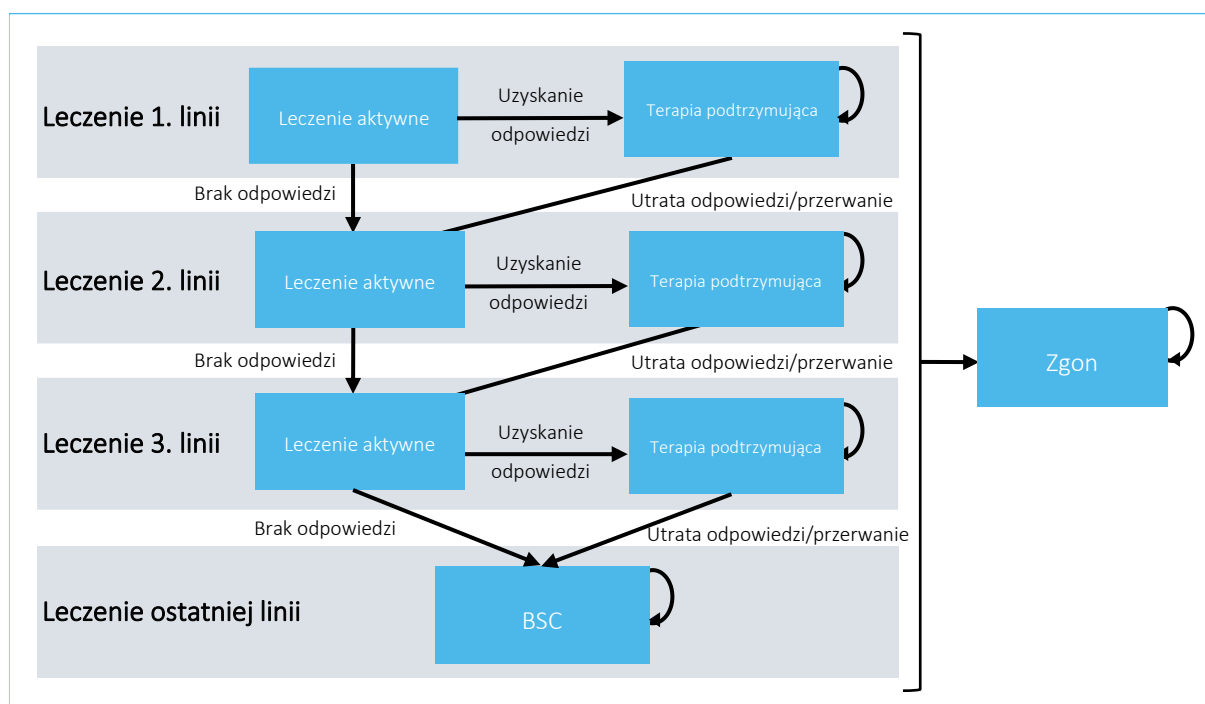 Leczenie 1. linii
Leczenie aktywne
Uzyskanie
odpowiedzi
Terapia podtrzymująca
Brak odpowiedzi
Utrata odpowiedzi/przerwanie
Leczenie 2. linii
Leczenie aktywne
Uzyskanie
odpowiedzi
Terapia podtrzymująca
Brak odpowiedzi
Utrata odpowiedzi/przerwanie
Zgon
Leczenie 3. linii
Leczenie aktywne
Uzyskanie
odpowiedzi
Terapia podtrzymująca
Brak odpowiedzi
Utrata odpowiedzi/przerwanie
Leczenie ostatniej linii
BSC